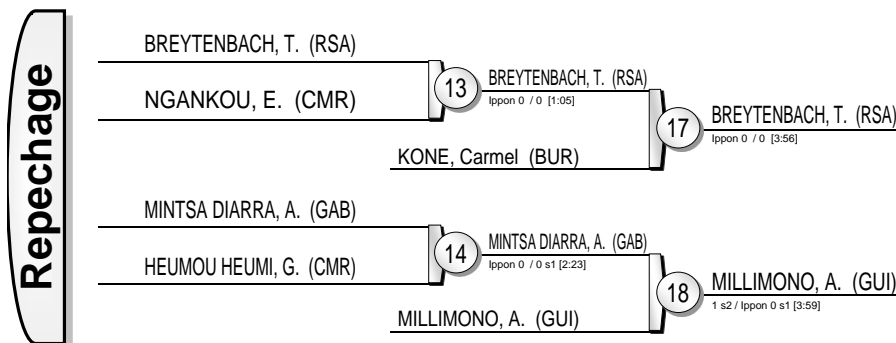 Repechage
BREYTENBACH, T. (RSA)
NGANKOU, E. (CMR)
13
BREYTENBACH, T. (RSA)
Ippon 0 / 0 [1:05]
KONE, Carmel (BUR)
17
BREYTENBACH, T. (RSA)
Ippon 0 / 0 [3:56]
MINTSA DIARRA, A. (GAB)
HEUMOU HEUMI, G. (CMR)
14
MINTSA DIARRA, A. (GAB)
Ippon 0 / 0 s1 [2:23]
MILLIMONO, A. (GUI)
18
MILLIMONO, A. (GUI)
1 s2 / Ippon 0 s1 [3:59]